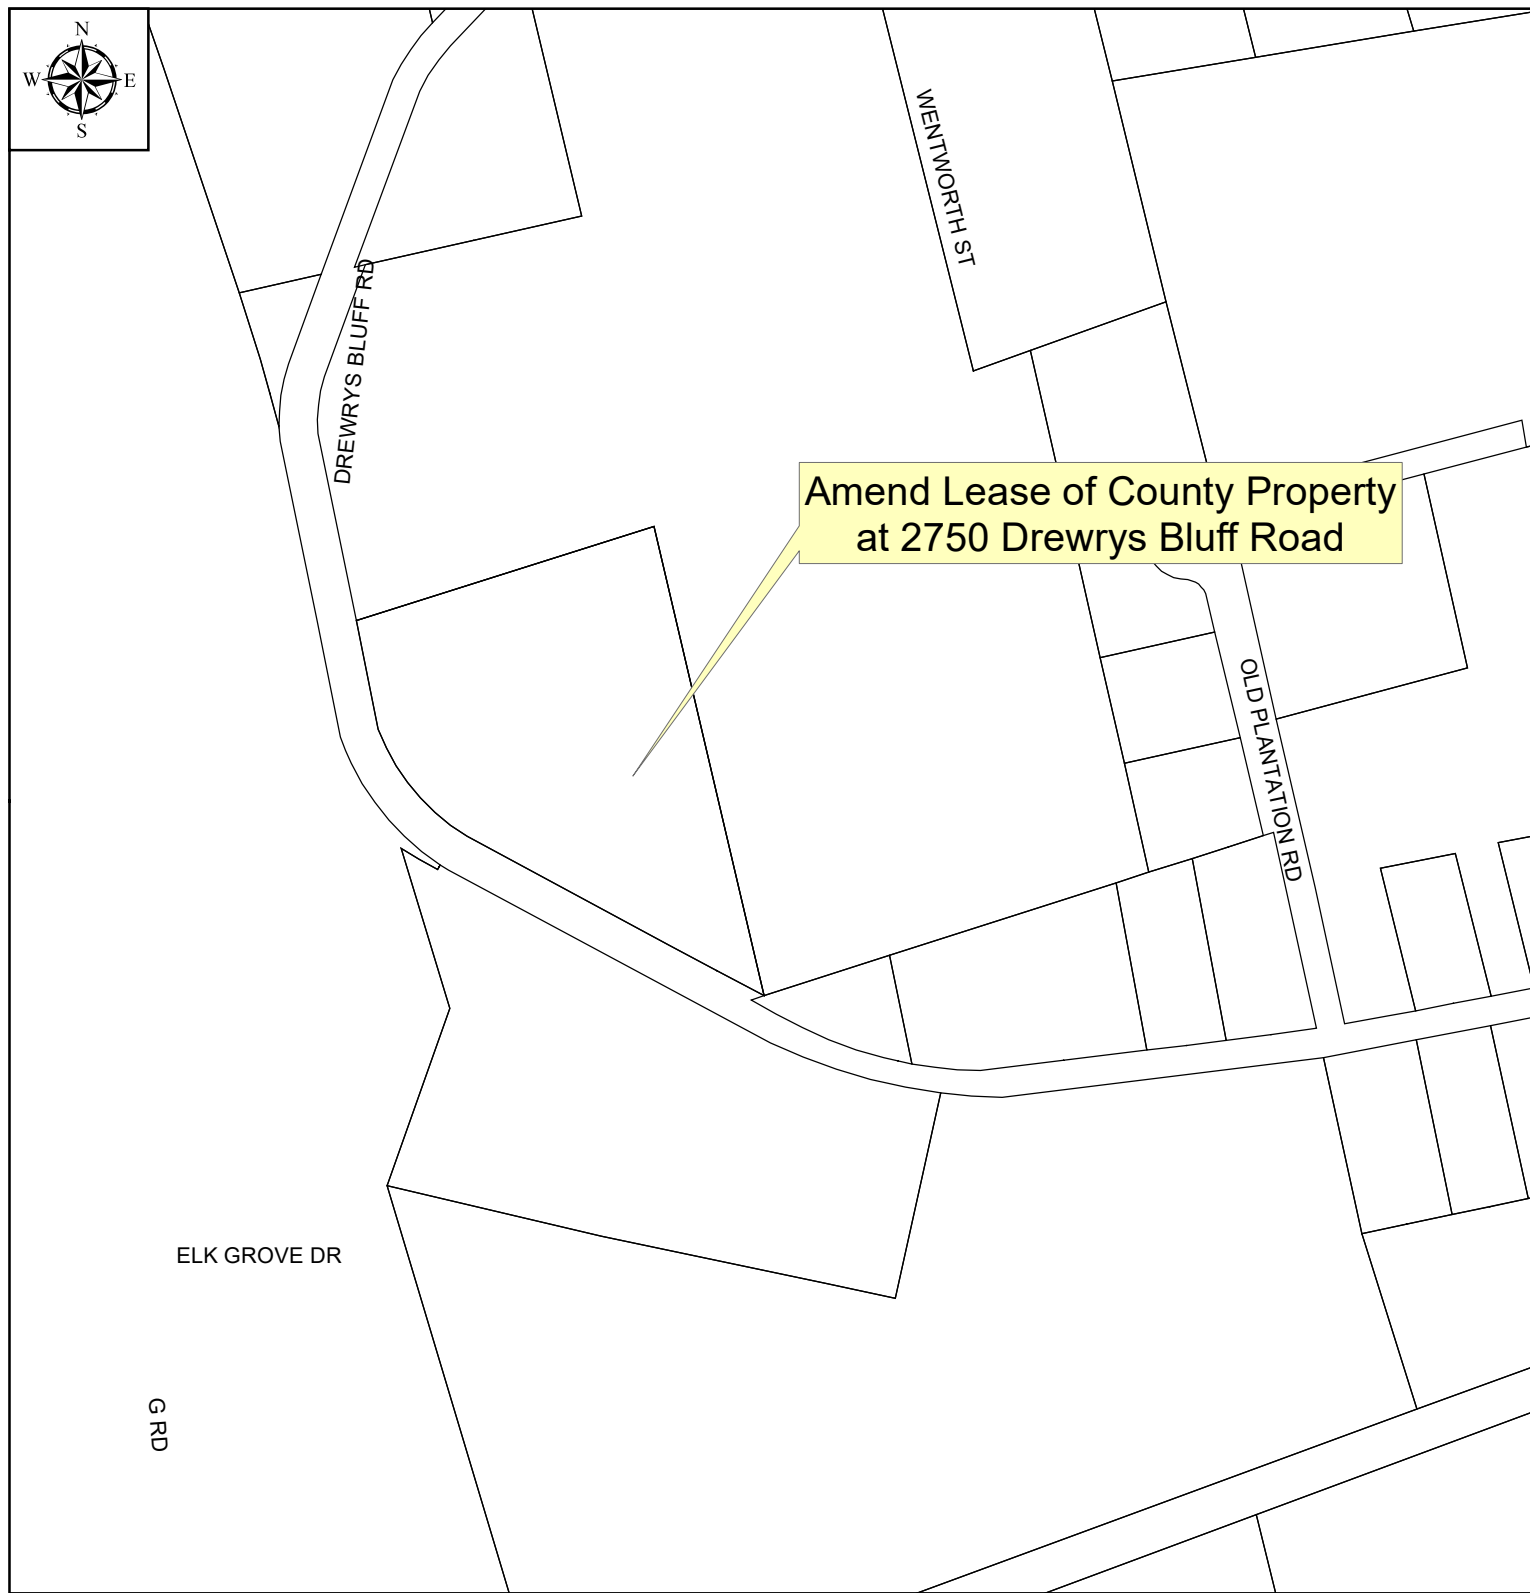 N
W E
S
WENTWORTH ST
DREWRYS BLUFF RD
Amend Lease of County Property
at 2750 Drewrys Bluff Road
OLD PLANTATION RD
ELK GROVE DR
G RD